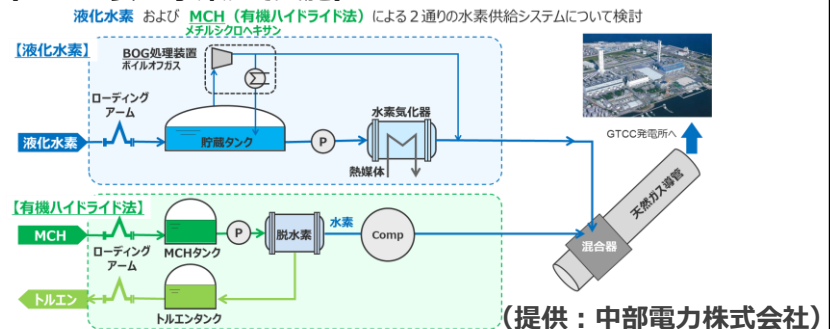 液化水素 および MCH（有機ハイドライド法）による２通りの水素供給システムについて検討
メチルシクロヘキサン
【液化水素】
BOG処理装置
ボイルオフガス
ローディング
アーム
液化水素
貯蔵タンク
P
水素気化器
熱媒体
GTCC発電所へ
天然ガス導管
混合器
【有機ハイドライド法】
MCH
ローディング
アーム
MCHタンク
P
脱水素
水素
Comp
トルエン
トルエンタンク
（提供：中部電力株式会社）